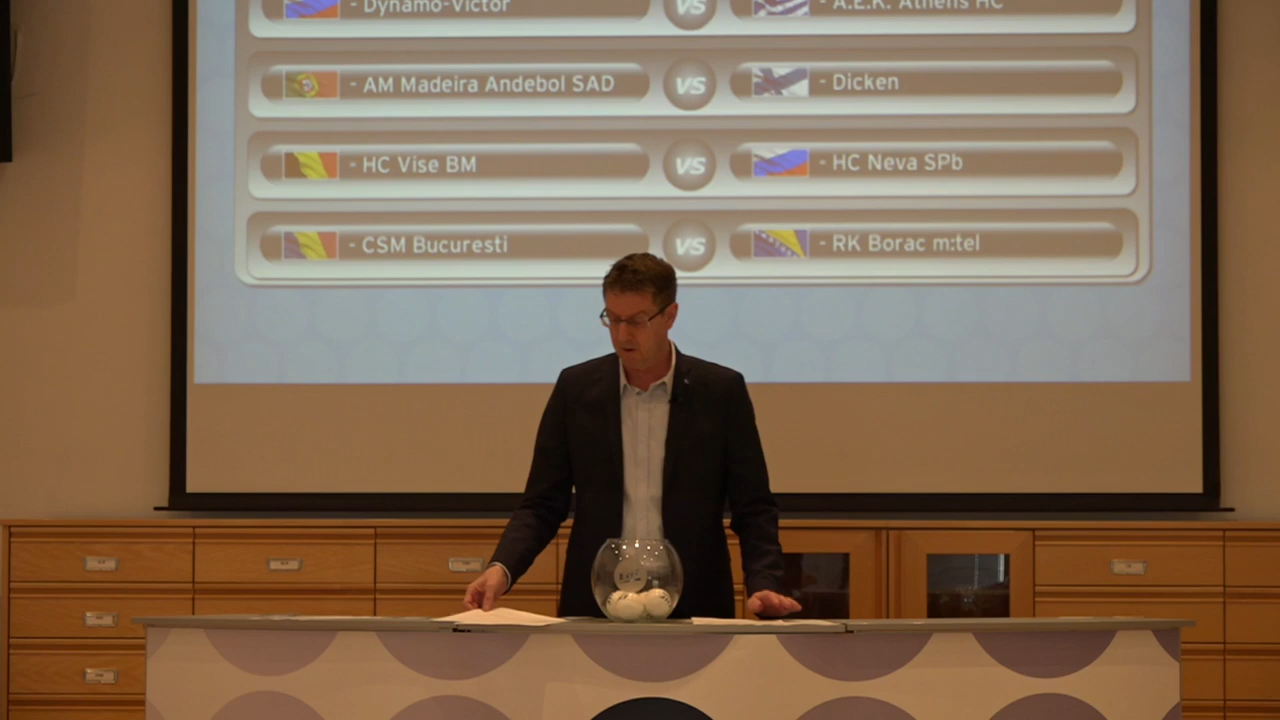 - Dynamo-Victor VS - A.E.K. Athens HC
- AM Madeira Andebol SAD VS - Dicken
- HC Vise BM VS - HC Neva SPb
- CSM Bucuresti VS - RK Borac m:tel